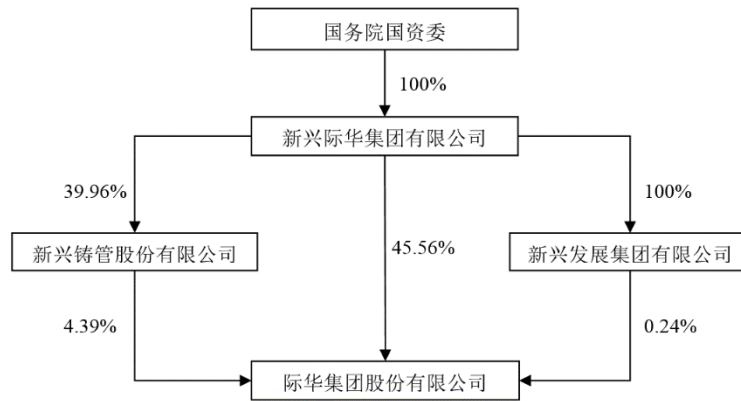 国务院国资委
100%
新兴际华集团有限公司
39.96%
100%
新兴铸管股份有限公司
45.56%
新兴发展集团有限公司
4.39%
0.24%
际华集团股份有限公司